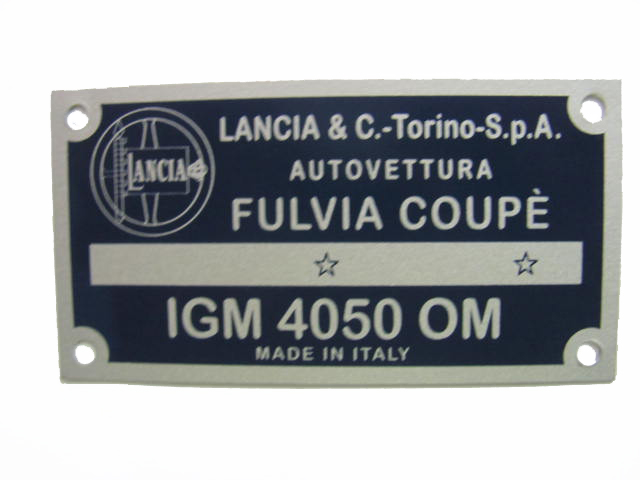 LANCIA
LANCIA & C.-Torino-S.p.A.
AUTOVETTURA
FULVIA COUPÈ
IGM 4050 OM
MADE IN ITALY